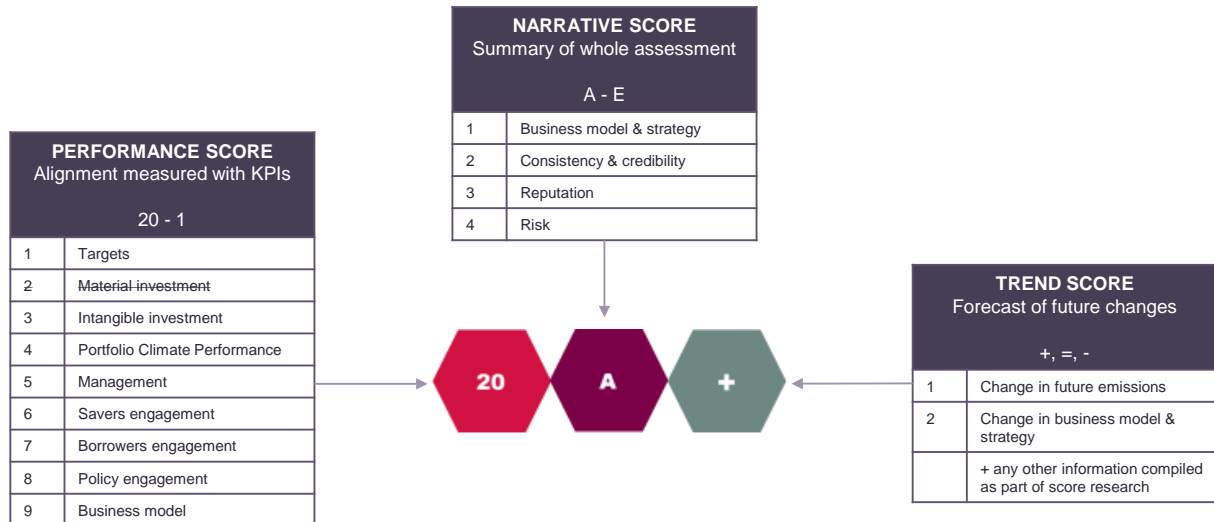 NARRATIVE SCORE
Summary of whole assessment
A - E
1 Business model & strategy
2 Consistency & credibility
3 Reputation
4 Risk
PERFORMANCE SCORE
Alignment measured with KPIs
20 - 1
1 Targets
2 Material investment
3 Intangible investment
4 Portfolio Climate Performance
5 Management
6 Savers engagement
7 Borrowers engagement
8 Policy engagement
9 Business model
20 A +
TREND SCORE
Forecast of future changes
+, =, -
1 Change in future emissions
2 Change in business model &
strategy
+ any other information compiled
as part of score research